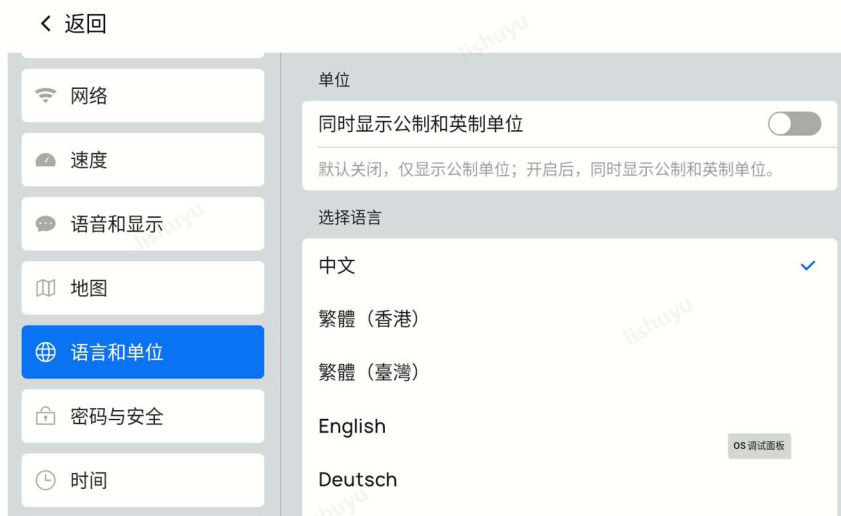 返回
网络
速度
语音和显示
地图
语言和单位
密码与安全
时间
单位
同时显示公制和英制单位
默认关闭，仅显示公制单位；开启后，同时显示公制和英制单位。
选择语言
中文
繁體（香港）
繁體（臺灣）
English
Deutsch
OS 调试面板
lishuyu
lishuyu
lishuyu